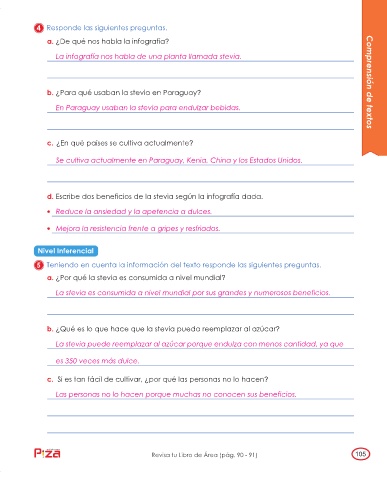 4 Responde las siguientes preguntas.
a. ¿De qué nos habla la infografía?
La infografía nos habla de una planta llamada stevia.
b. ¿Para qué usaban la stevia en Paraguay?
En Paraguay usaban la stevia para endulzar bebidas.
c. ¿En qué países se cultiva actualmente?
Se cultiva actualmente en Paraguay, Kenia, China y los Estados Unidos.
d. Escribe dos beneficios de la stevia según la infografía dada.
• Reduce la ansiedad y la apetencia a dulces.
• Mejora la resistencia frente a gripes y resfriados.
Nivel Inferencial
5 Teniendo en cuenta la información del texto responde las siguientes preguntas.
a. ¿Por qué la stevia es consumida a nivel mundial?
La stevia es consumida a nivel mundial por sus grandes y numerosos beneficios.
b. ¿Qué es lo que hace que la stevia pueda reemplazar al azúcar?
La stevia puede reemplazar al azúcar porque endulza con menos cantidad, ya que
es 350 veces más dulce.
c. Si es tan fácil de cultivar, ¿por qué las personas no lo hacen?
Las personas no lo hacen porque muchas no conocen sus beneficios.
Comprensión de textos
Revisa tu Libro de Área (pág. 90 - 91)
105